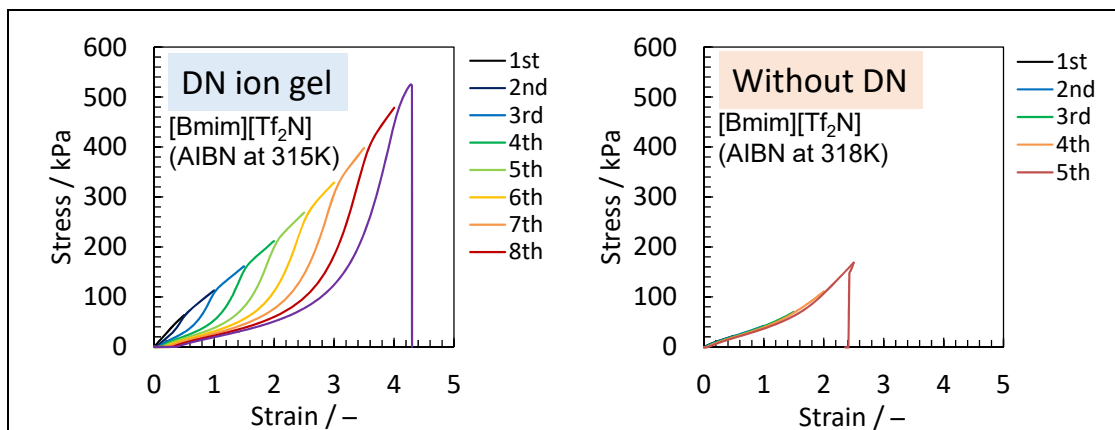 600
500
400
300
200
100
0
Stress / kPa
DN ion gel
[Bmim][Tf₂N]
(AIBN at 315K)
0 1 2 3 4 5
Strain / –
1st
2nd
3rd
4th
5th
6th
7th
8th
600
500
400
300
200
100
0
Stress / kPa
Without DN
[Bmim][Tf₂N]
(AIBN at 318K)
0 1 2 3 4 5
Strain / –
1st
2nd
3rd
4th
5th